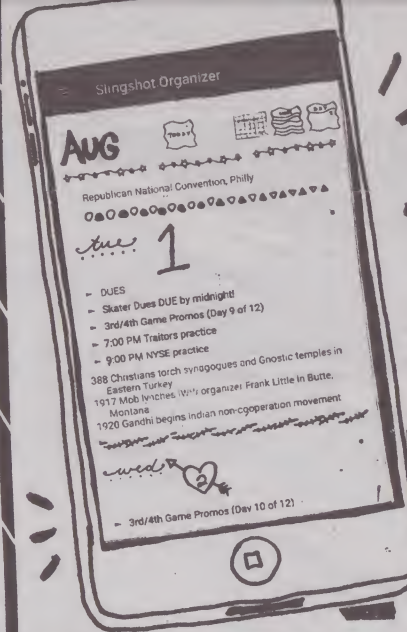 Slingshot Organizer
AUG
TODAY
DAY
Republican National Convention, Philly
tue 1
- DUES
- Skater Dues DUE by midnight!
- 3rd/4th Game Promos (Day 9 of 12)
- 7:00 PM Traitors practice
- 9:00 PM NYSE practice
388 Christians torch synagogues and Gnostic temples in
Eastern Turkey
1917 Mob lynches IWW organizer Frank Little in Butte,
Montana
1920 Gandhi begins Indian non-cooperation movement
wed 2
- 3rd/4th Game Promos (Day 10 of 12)